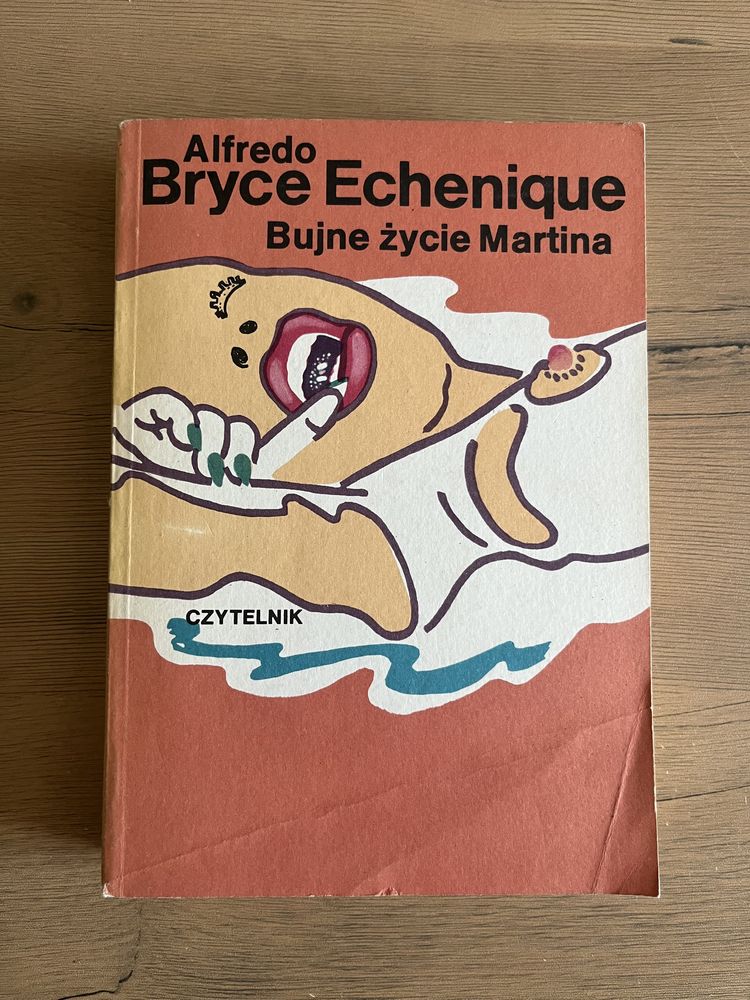 Alfredo
Bryce Echenique
Bujne życie Martina
CZYTELNIK